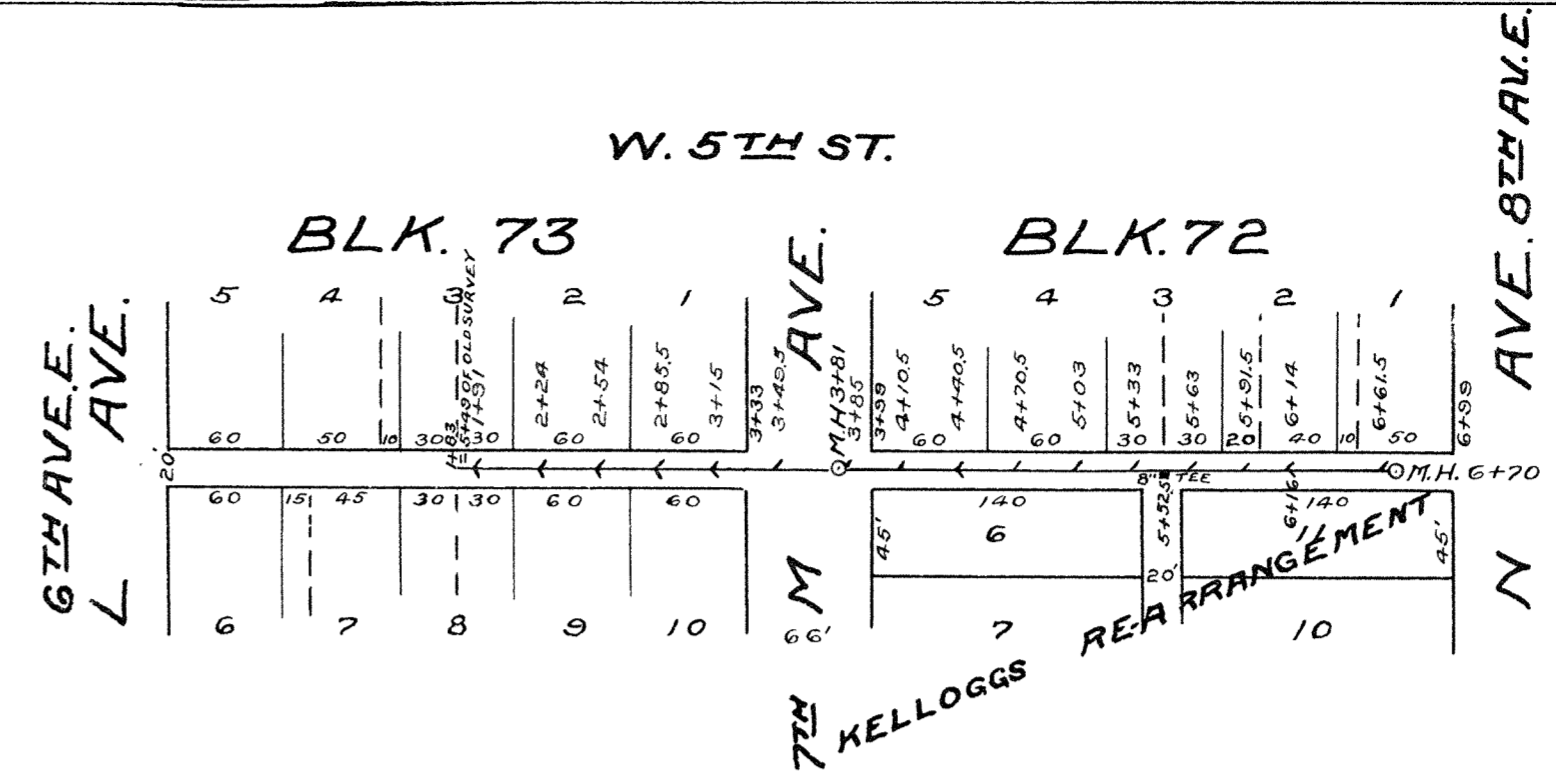 W. 5TH ST.
BLK. 73
BLK. 72
6TH AVE. E.
L AVE.
7TH
M AVE.
N AVE. 8TH AV. E.
5 4 3 2 1
5 4 3 2 1
1+83
=5+49 OF OLD SURVEY
1+91
2+24
2+54
2+85.5
3+15
3+33
3+49.5
M.H. 3+81
3+85
3+99
4+10.5
4+40.5
4+70.5
5+03
5+33
5+63
5+91.5
6+14
6+61.5
6+99
60 50 10 30 30 60 60
60 60 30 30 20 40 10 50
20'
8" TEE
M.H. 6+70
60 15 45 30 30 60 60
140
5+52.5
6+16
140
45'
6
11
45'
20'
6 7 8 9 10
66'
7
10
KELLOGGS RE-ARRANGEMENT